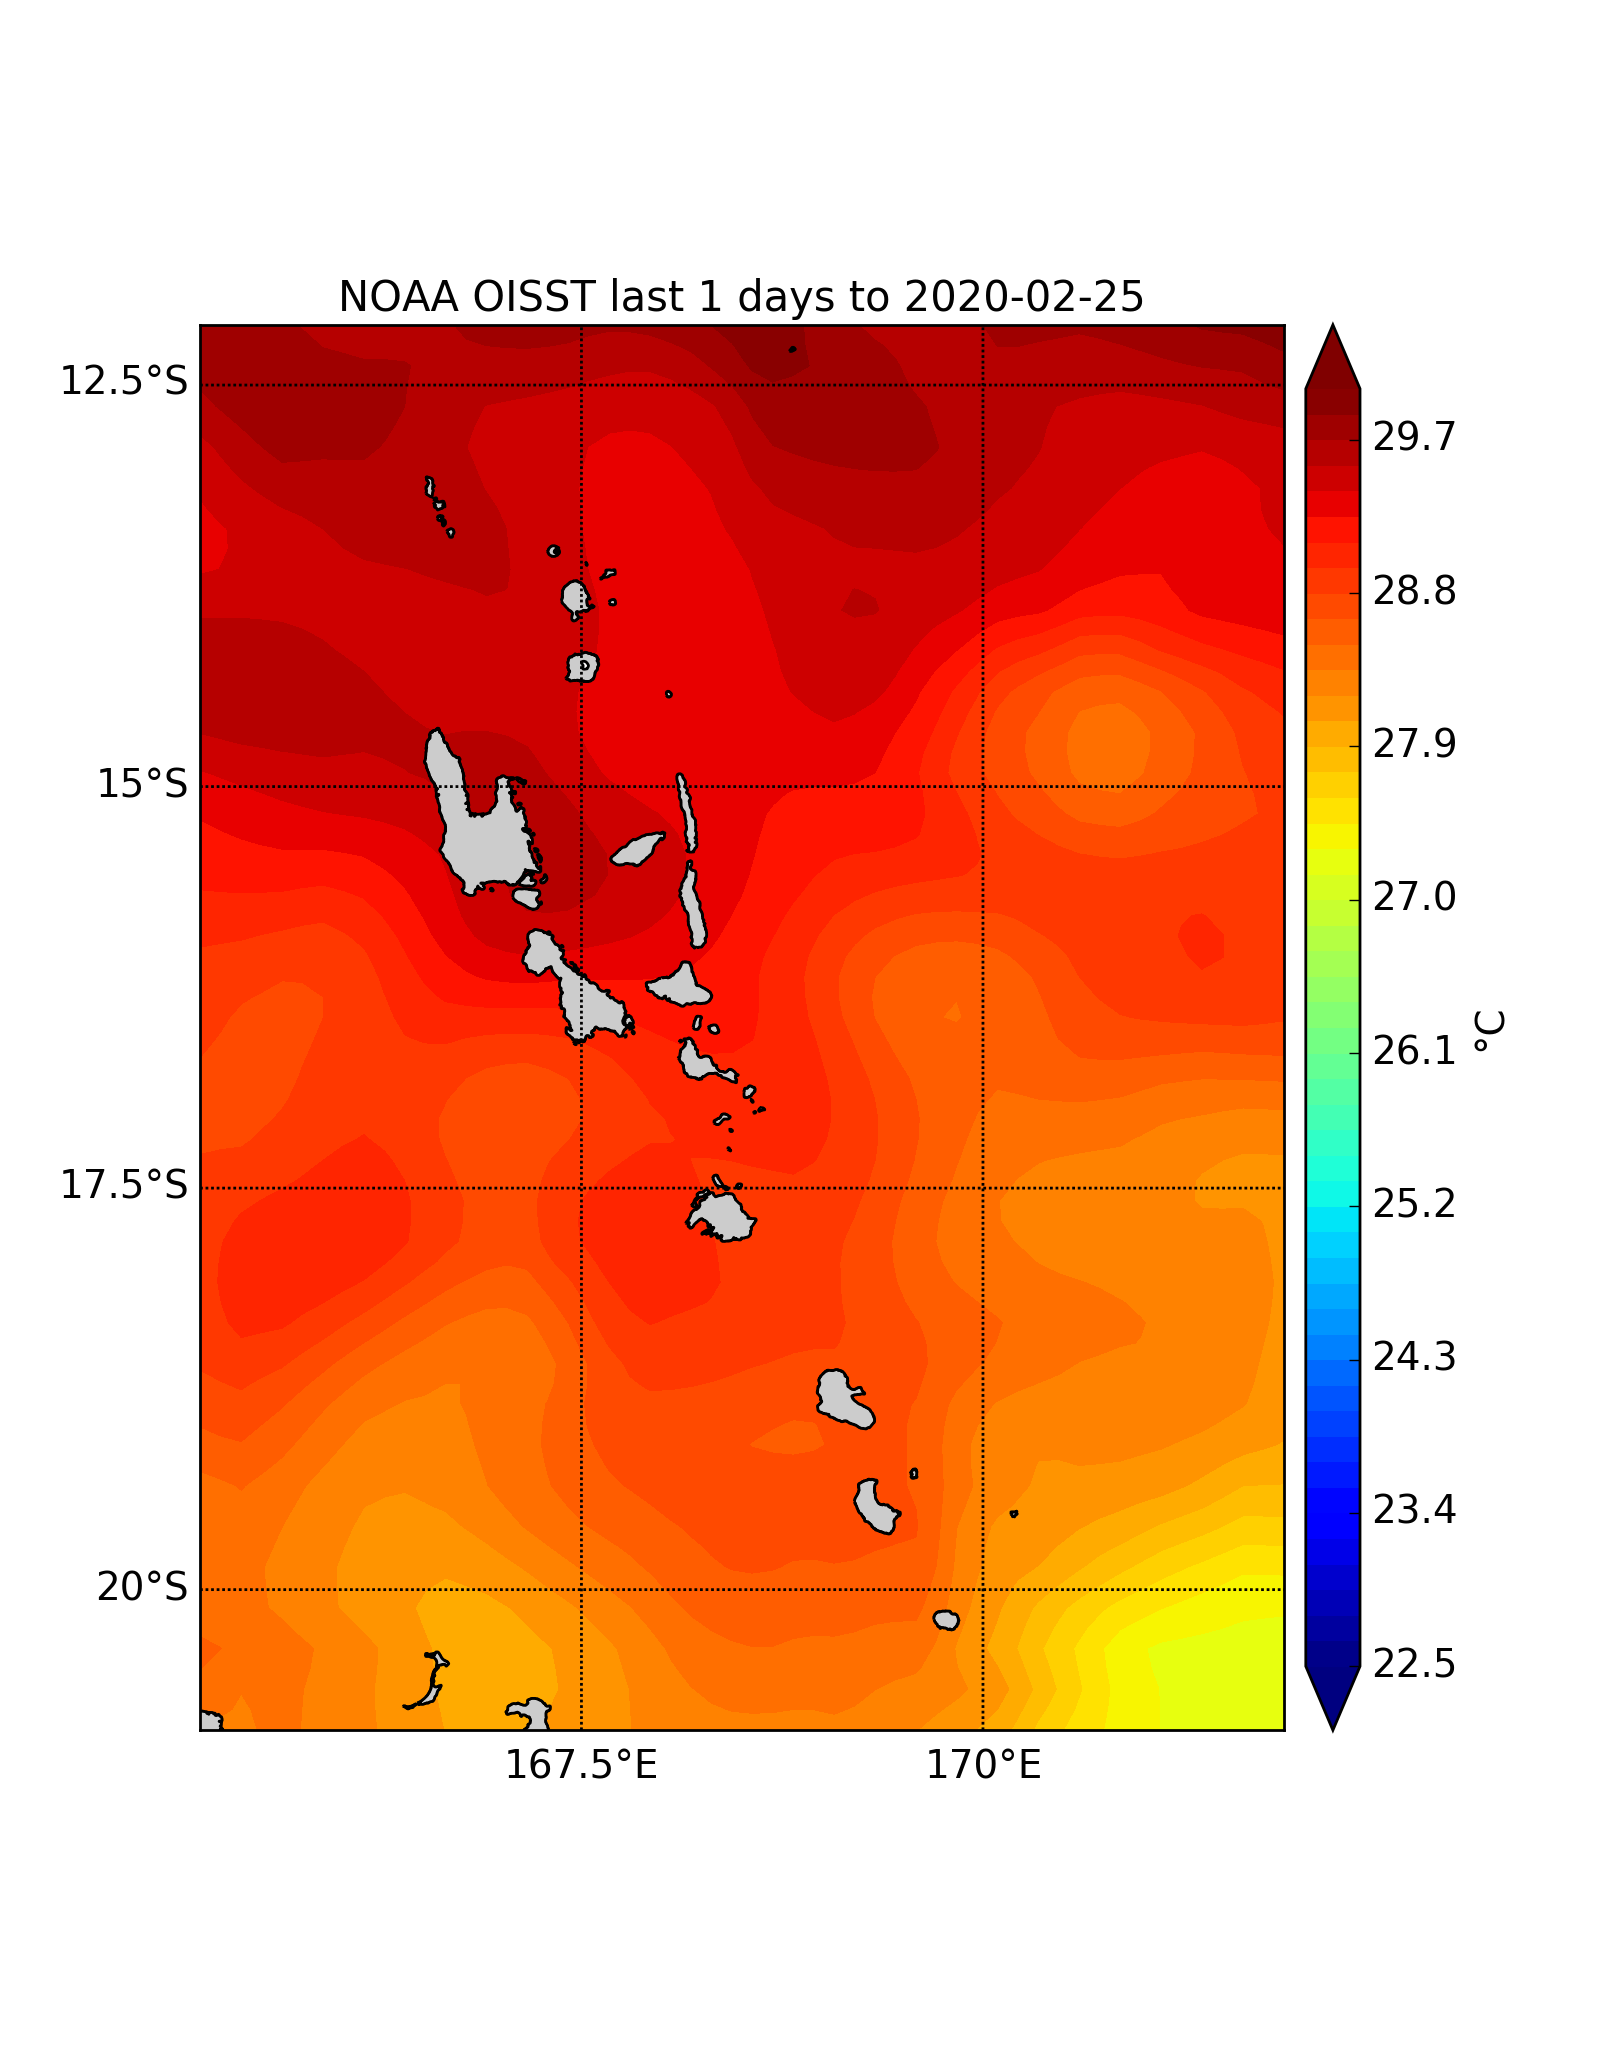 NOAA OISST last 1 days to 2020-02-25
12.5°S
15°S
17.5°S
20°S
167.5°E
170°E
29.7
28.8
27.9
27.0
26.1
25.2
24.3
23.4
22.5
°C